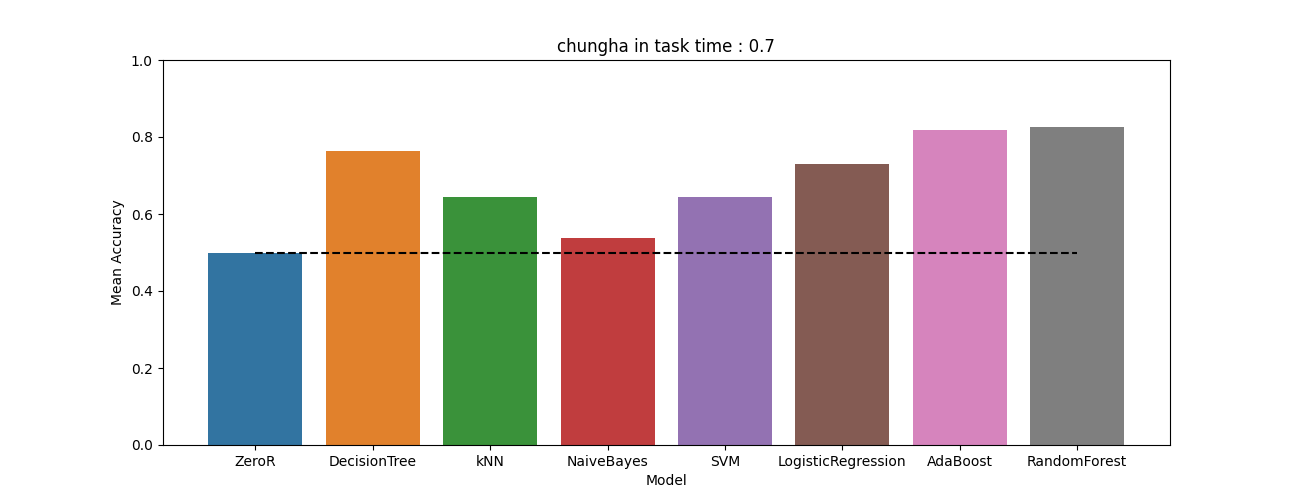 chungha in task time : 0.7
1.0
0.8
0.6
0.4
0.2
0.0
Mean Accuracy
ZeroR DecisionTree kNN NaiveBayes SVM LogisticRegression AdaBoost RandomForest
Model